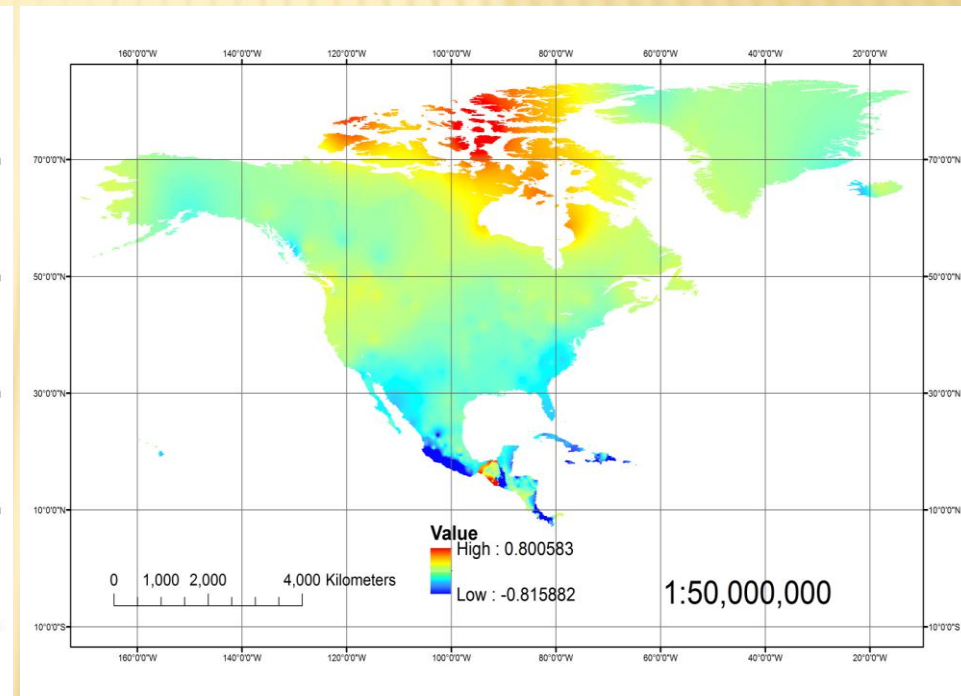 160°0'0"W 140°0'0"W 120°0'0"W 100°0'0"W 80°0'0"W 60°0'0"W 40°0'0"W 20°0'0"W
70°0'0"N 70°0'0"N
50°0'0"N 50°0'0"N
30°0'0"N 30°0'0"N
10°0'0"N 10°0'0"N
Value
High : 0.800583
Low : -0.815882
0 1,000 2,000 4,000 Kilometers
1:50,000,000
10°0'0"S 10°0'0"S
160°0'0"W 140°0'0"W 120°0'0"W 100°0'0"W 80°0'0"W 60°0'0"W 40°0'0"W 20°0'0"W